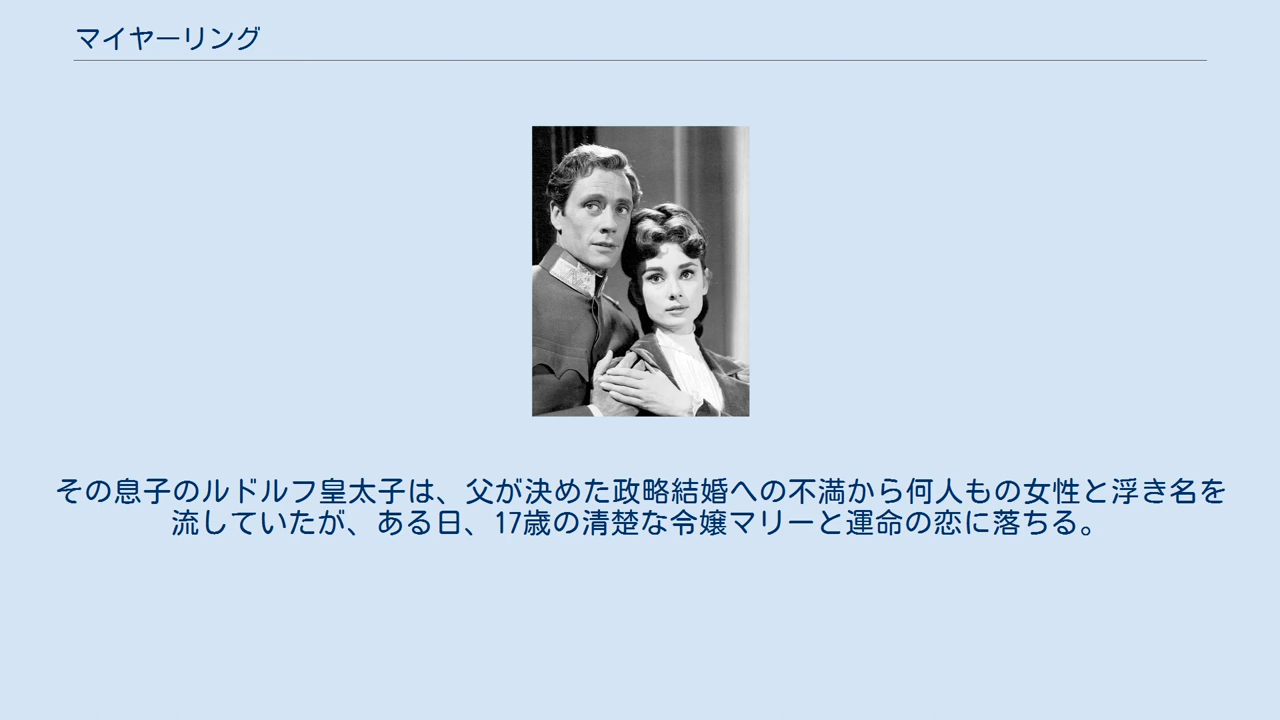 マイヤーリング
その息子のルドルフ皇太子は、父が決めた政略結婚への不満から何人もの女性と浮き名を
流していたが、ある日、17歳の清楚な令嬢マリーと運命の恋に落ちる。